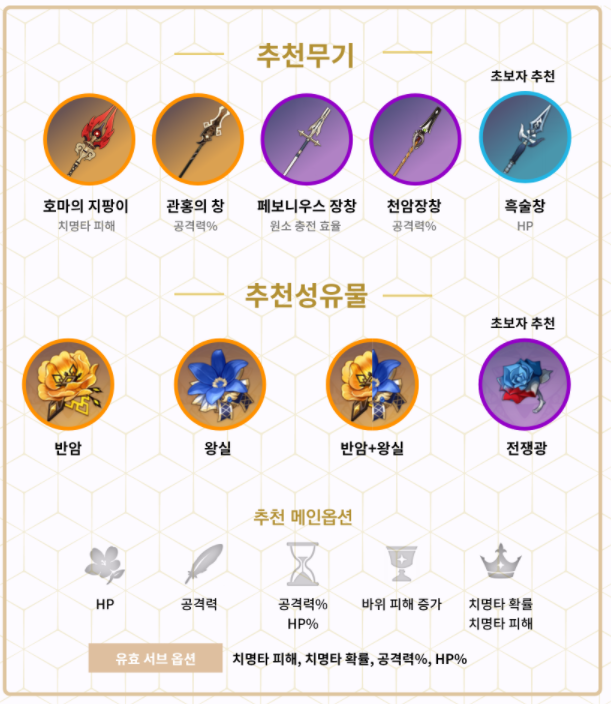 추천무기
초보자 추천
호마의 지팡이 관홍의 창 페보니우스 장창 천암장창 흑술창
치명타 피해 공격력% 원소 충전 효율 공격력% HP
추천성유물
초보자 추천
반암 왕실 반암+왕실 전쟁광
추천 메인옵션
HP 공격력 공격력% 바위 피해 증가 치명타 확률
HP% 치명타 피해
유효 서브 옵션 치명타 피해, 치명타 확률, 공격력%, HP%